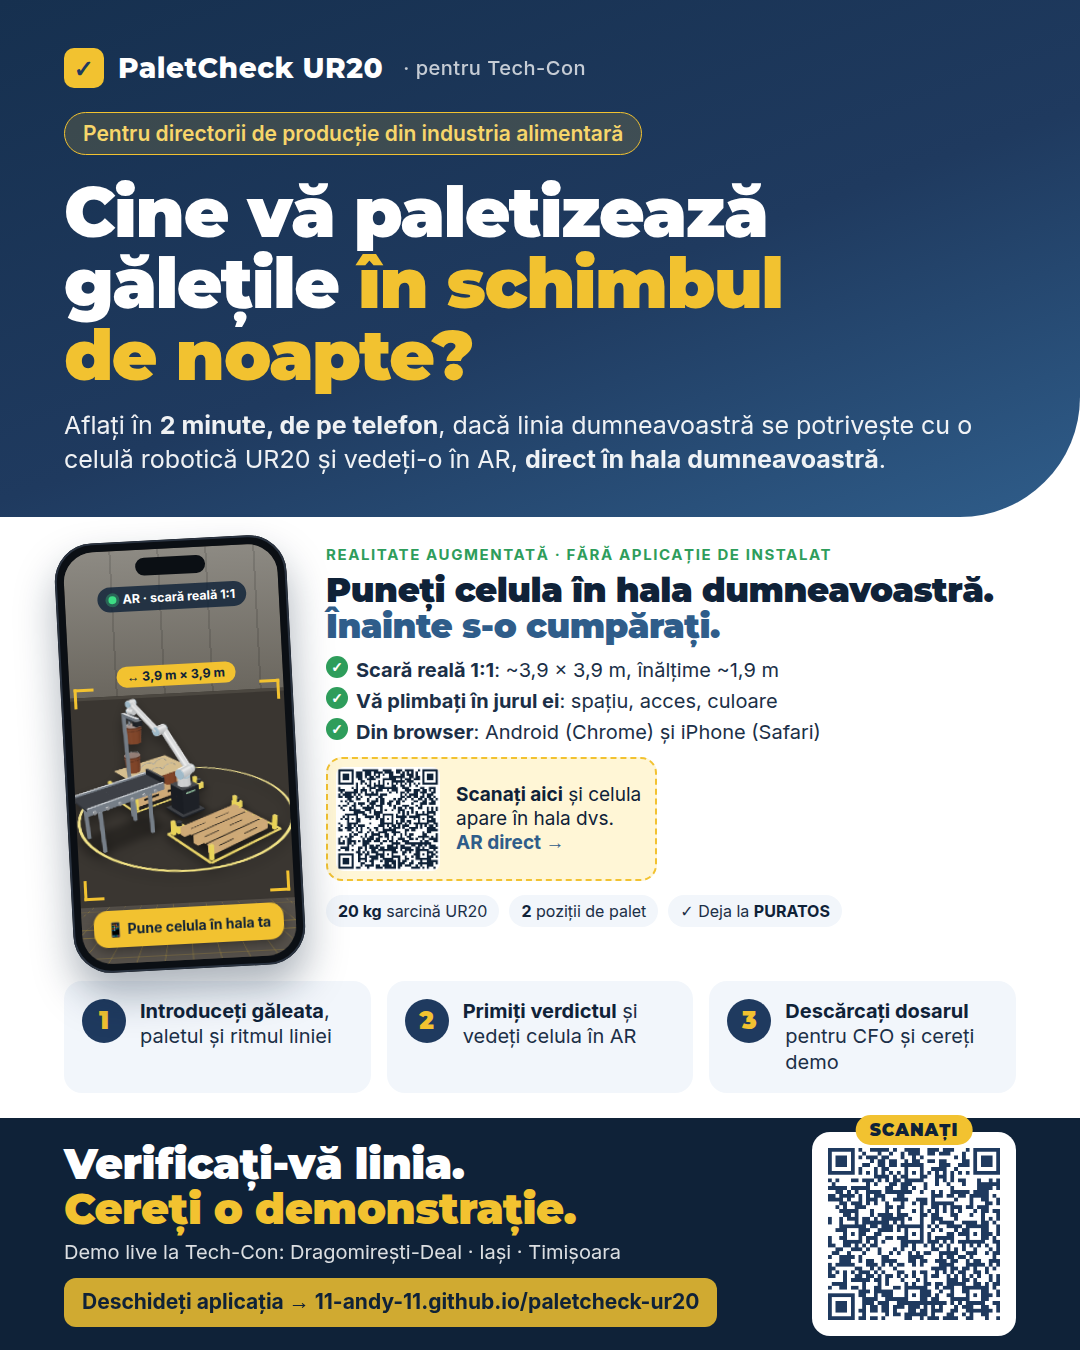 ✓ PaletCheck UR20 · pentru Tech-Con
Pentru directorii de producție din industria alimentară
Cine vă paletizează
gălețile în schimbul
de noapte?
Aflați în 2 minute, de pe telefon, dacă linia dumneavoastră se potrivește cu o
celulă robotică UR20 și vedeți-o în AR, direct în hala dumneavoastră.
AR · scară reală 1:1
↔ 3,9 m × 3,9 m
📱 Pune celula în hala ta
REALITATE AUGMENTATĂ · FĂRĂ APLICAȚIE DE INSTALAT
Puneți celula în hala dumneavoastră.
Înainte s-o cumpărați.
✓ Scară reală 1:1: ~3,9 × 3,9 m, înălțime ~1,9 m
✓ Vă plimbați în jurul ei: spațiu, acces, culoare
✓ Din browser: Android (Chrome) și iPhone (Safari)
Scanați aici și celula
apare în hala dvs.
AR direct →
20 kg sarcină UR20
2 poziții de palet
✓ Deja la PURATOS
1 Introduceți găleata,
paletul și ritmul liniei
2 Primiți verdictul și
vedeți celula în AR
3 Descărcați dosarul
pentru CFO și cereți
demo
Verificați-vă linia.
Cereți o demonstrație.
Demo live la Tech-Con: Dragomirești-Deal · Iași · Timișoara
Deschideți aplicația → 11-andy-11.github.io/paletcheck-ur20
SCANAȚI